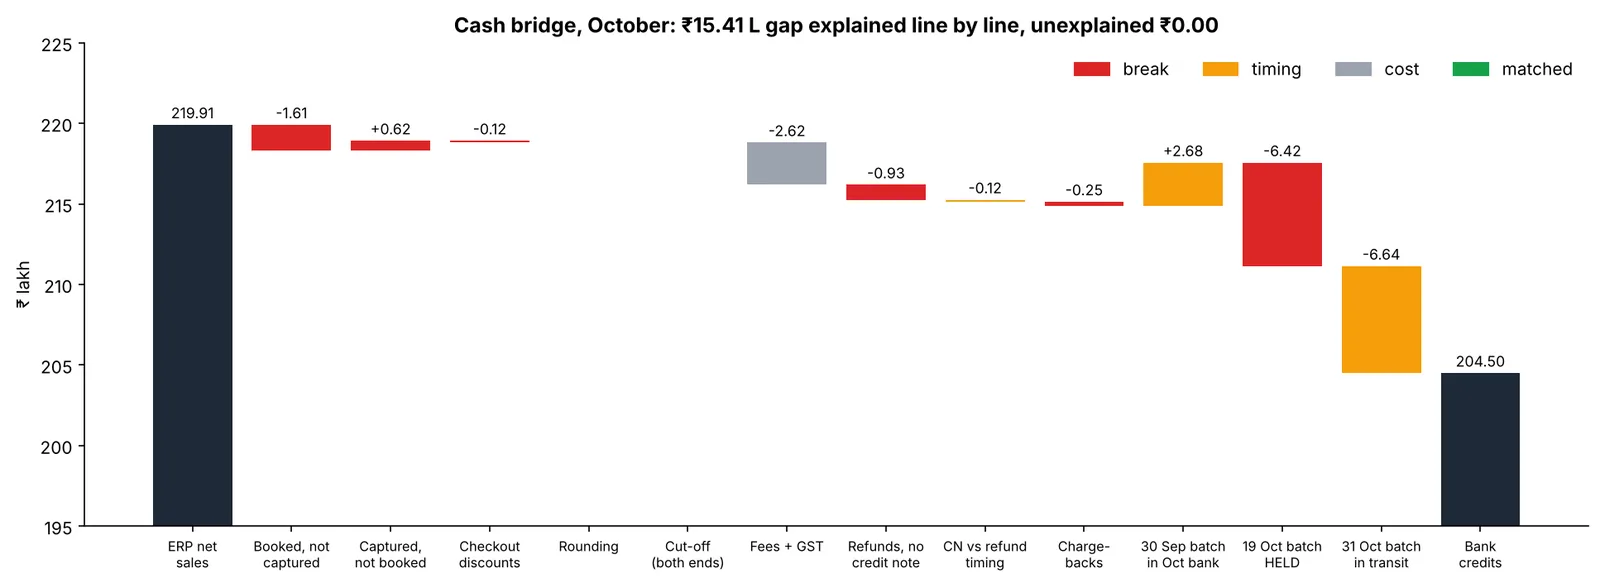 Cash bridge, October: ₹15.41 L gap explained line by line, unexplained ₹0.00
break timing cost matched
₹ lakh
225
220
215
210
205
200
195
219.91
-1.61
+0.62
-0.12
-2.62
-0.93
-0.12
-0.25
+2.68
-6.42
-6.64
204.50
ERP net
sales
Booked, not
captured
Captured,
not booked
Checkout
discounts
Rounding
Cut-off
(both ends)
Fees + GST
Refunds, no
credit note
CN vs refund
timing
Charge-
backs
30 Sep batch
in Oct bank
19 Oct batch
HELD
31 Oct batch
in transit
Bank
credits